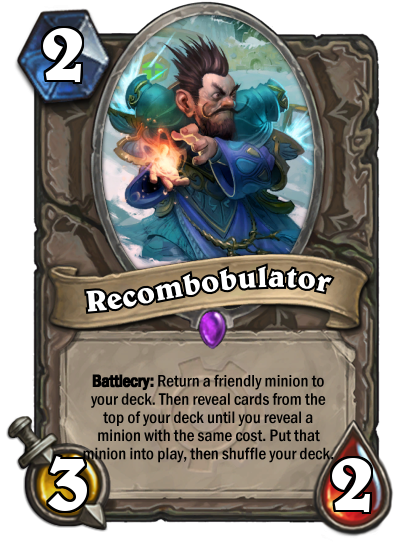 2
Recombobulator
Battlecry: Return a friendly minion to
your deck. Then reveal cards from the
top of your deck until you reveal a
minion with the same cost. Put that
minion into play, then shuffle your deck.
3
2